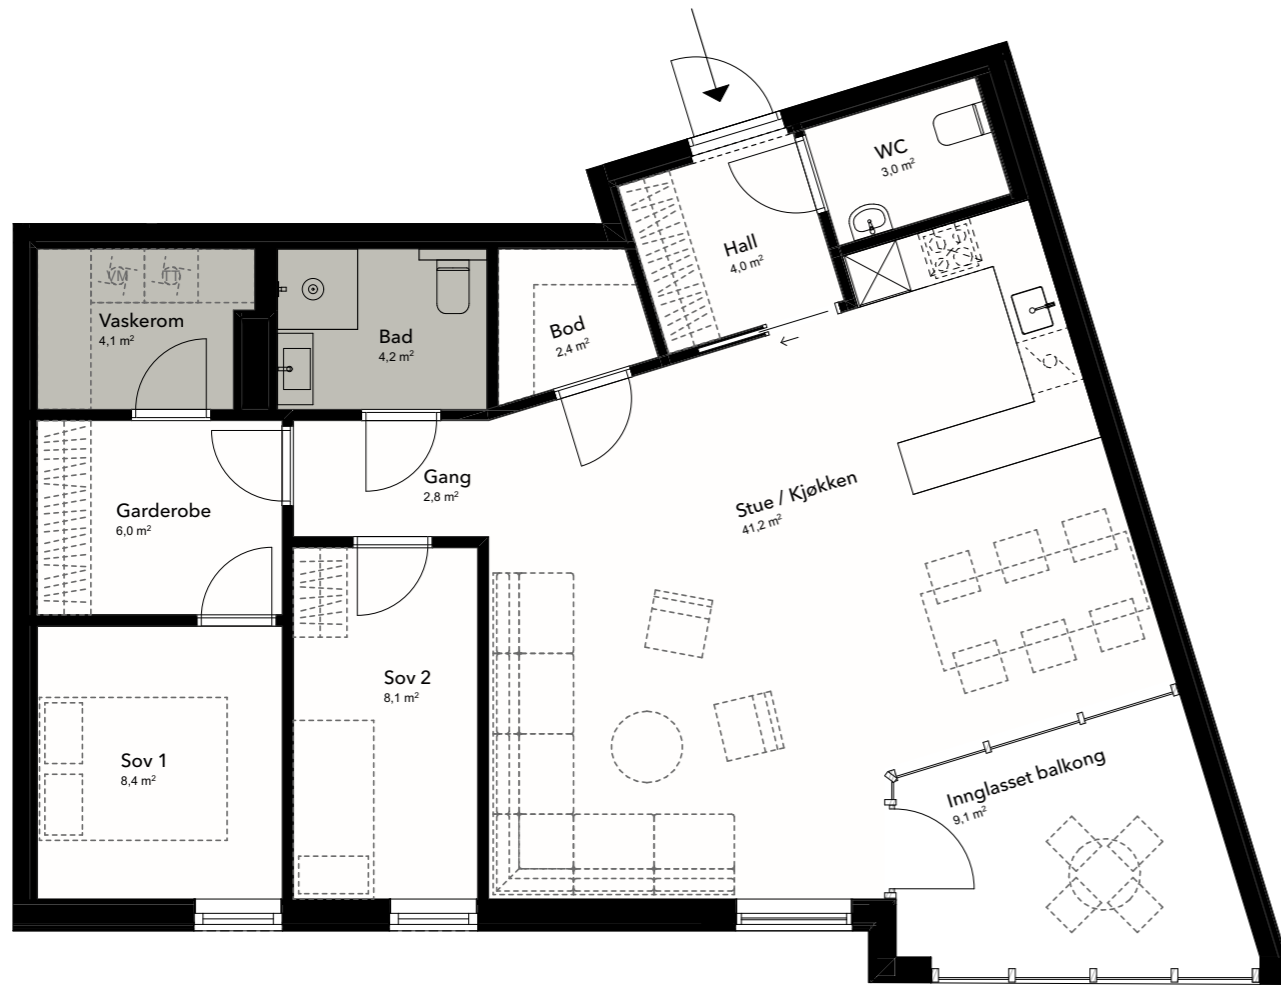 WC
3,0 m²
Hall
4,0 m²
VM
TT
Vaskerom
4,1 m²
Bad
4,2 m²
Bod
2,4 m²
Gang
2,8 m²
Stue / Kjøkken
41,2 m²
Garderobe
6,0 m²
Sov 2
8,1 m²
Sov 1
8,4 m²
Innglasset balkong
9,1 m²